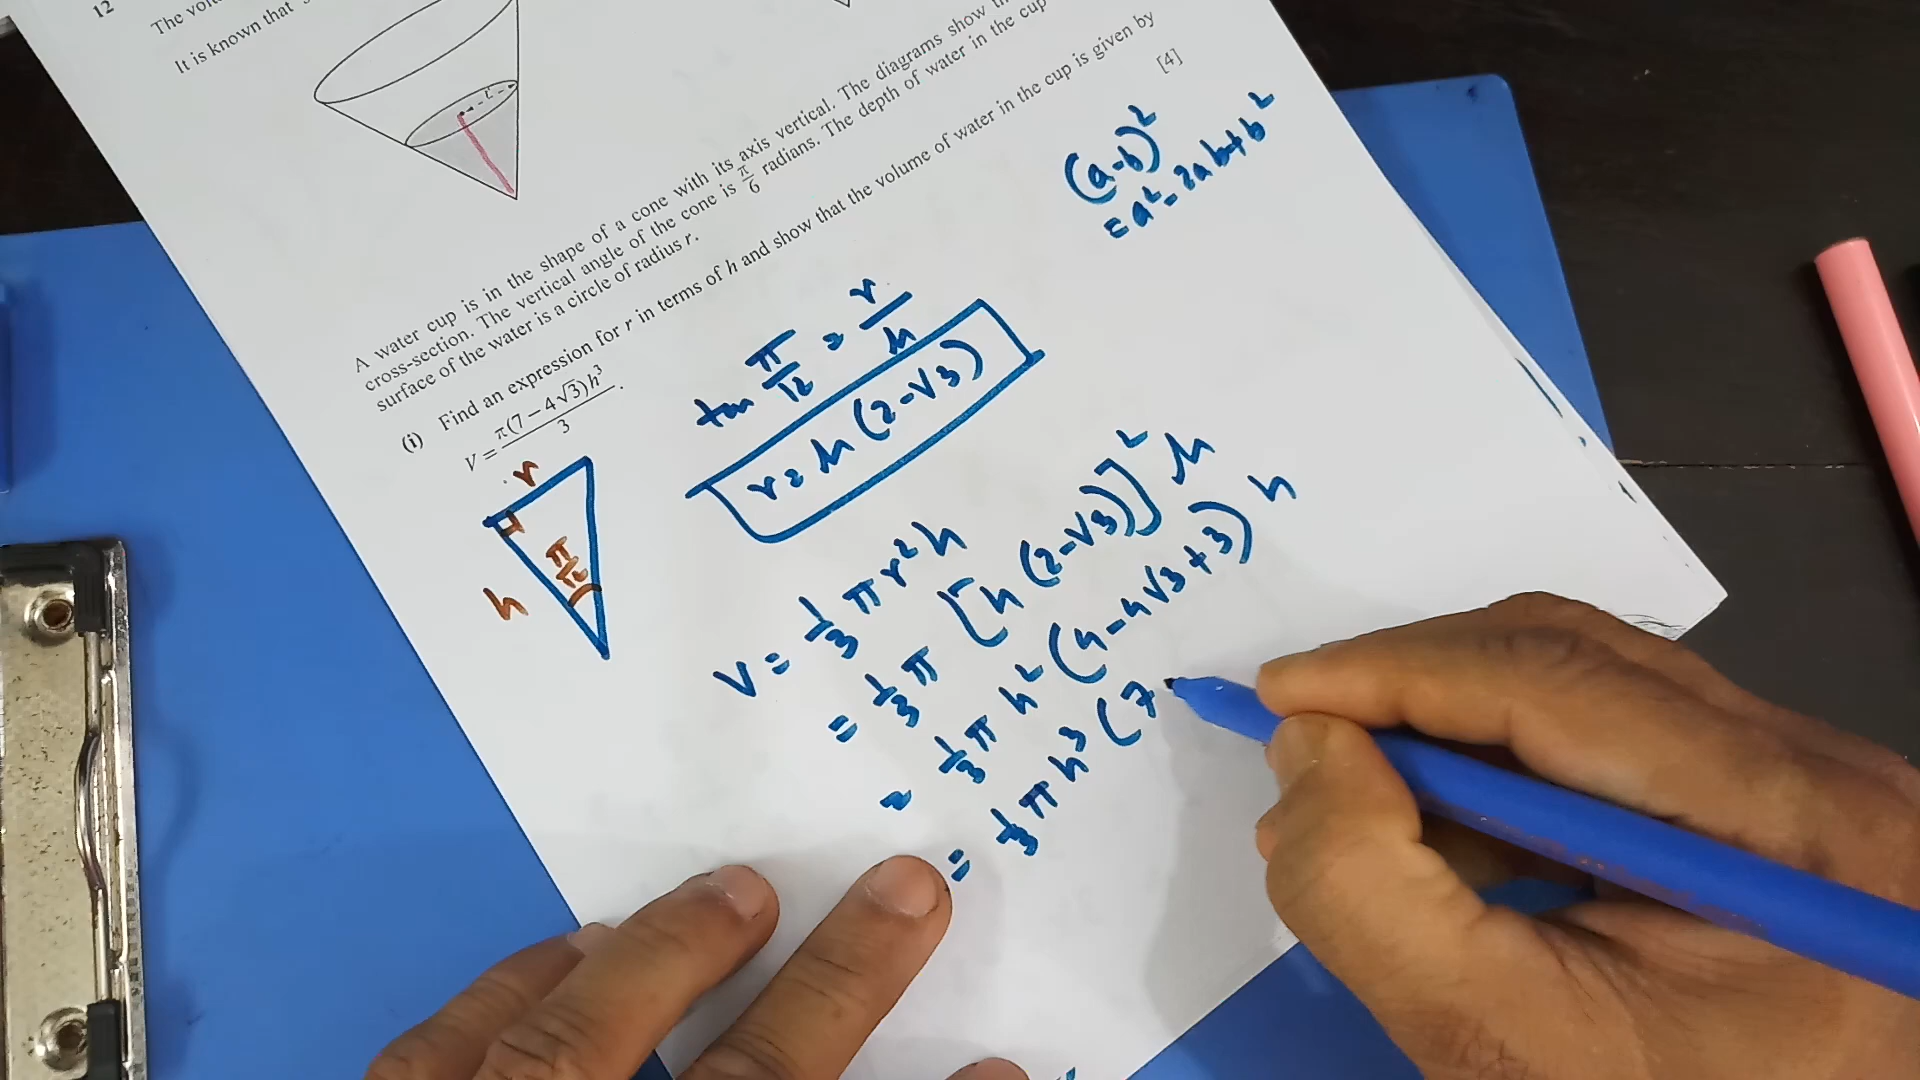 12
The volu
It is known that
r
A water cup is in the shape of a cone with its axis vertical. The diagrams show th
cross-section. The vertical angle of the cone is π/6 radians. The depth of water in the cup
surface of the water is a circle of radius r.
(i) Find an expression for r in terms of h and show that the volume of water in the cup is given by
V = π(7 − 4√3)h³/3.
[4]
(a-b)²
= a² - 2ab + b²
r
h
π/12
tan π/12 = r/h
r = h (2-√3)
V = 1/3 π r² h
= 1/3 π [h (2-√3)]² h
= 1/3 π h² (4 - 4√3 + 3) h
= 1/3 π h³ (7